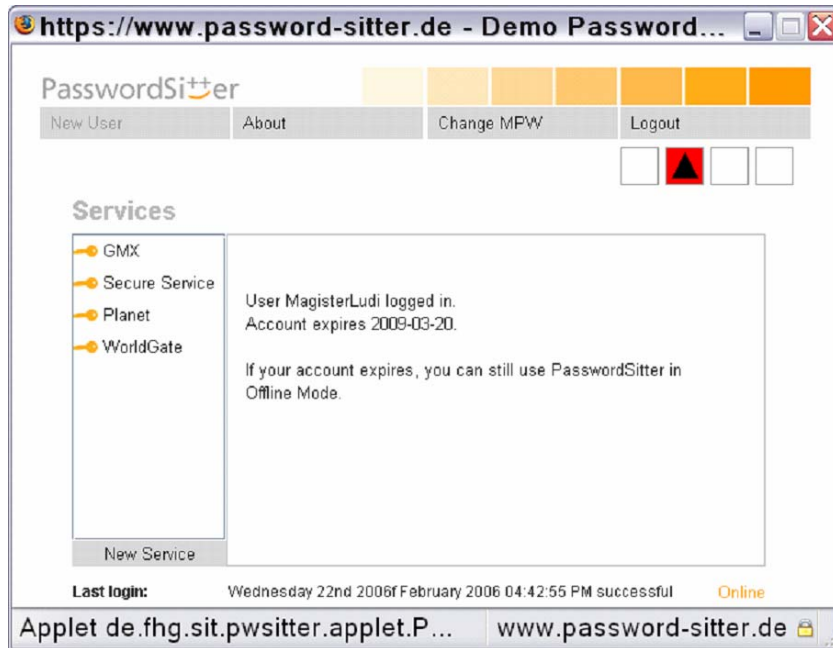 https://www.password-sitter.de - Demo Password...
PasswordSitter
New User About Change MPW Logout
Services
GMX
Secure Service
Planet
WorldGate
User MagisterLudi logged in.
Account expires 2009-03-20.
If your account expires, you can still use PasswordSitter in
Offline Mode.
New Service
Last login: Wednesday 22nd 2006f February 2006 04:42:55 PM successful Online
Applet de.fhg.sit.pwsitter.applet.P... www.password-sitter.de